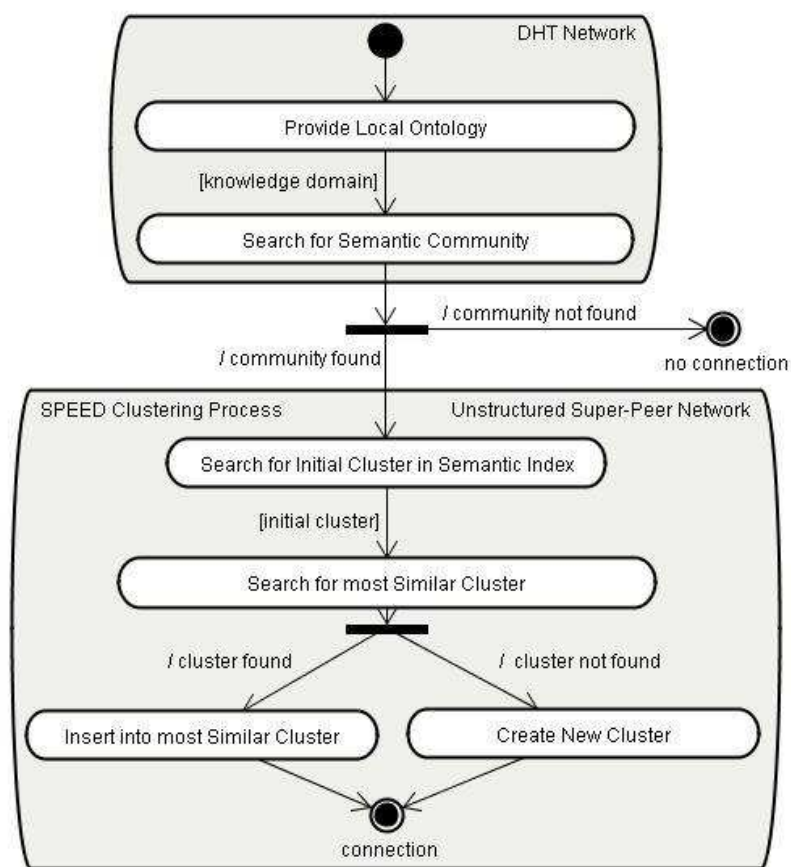 DHT Network
Provide Local Ontology
[knowledge domain]
Search for Semantic Community
/ community not found
no connection
/ community found
SPEED Clustering Process
Unstructured Super-Peer Network
Search for Initial Cluster in Semantic Index
[initial cluster]
Search for most Similar Cluster
/ cluster found
/ cluster not found
Insert into most Similar Cluster
Create New Cluster
connection